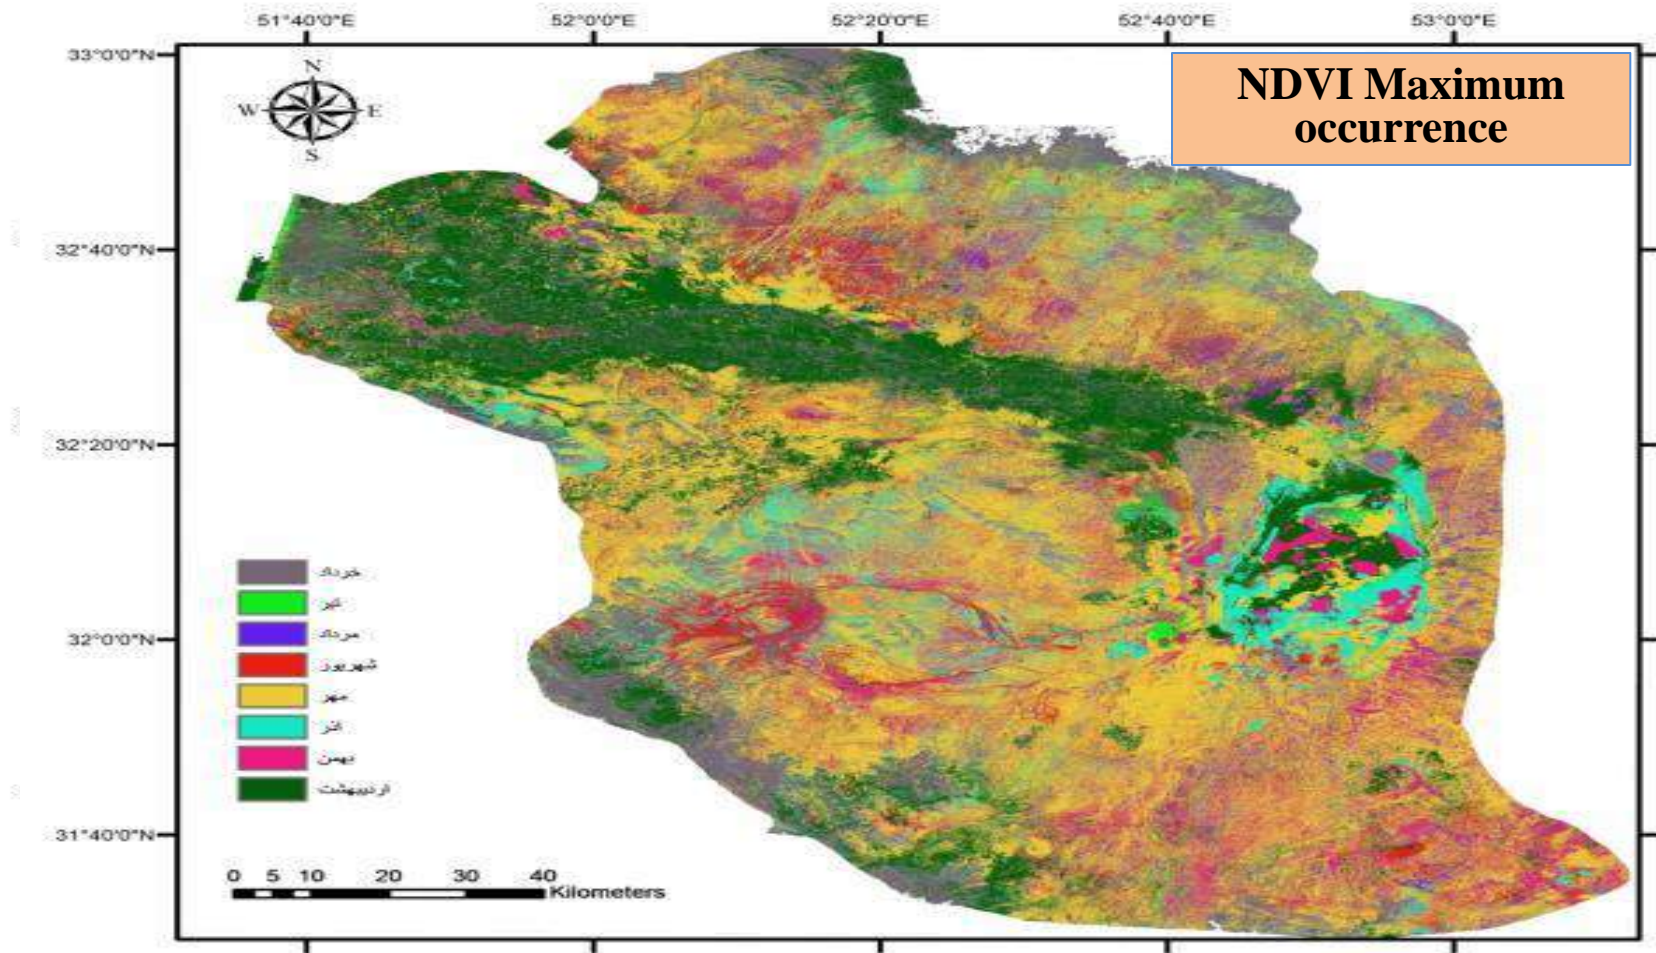 51°40'0"E 52°0'0"E 52°20'0"E 52°40'0"E 53°0'0"E
33°0'0"N
NDVI Maximum
occurrence
N
W E
S
32°40'0"N
32°20'0"N
32°0'0"N
31°40'0"N
خرداد
تیر
مرداد
شهریور
مهر
آذر
بهمن
اردیبهشت
0 5 10 20 30 40
Kilometers